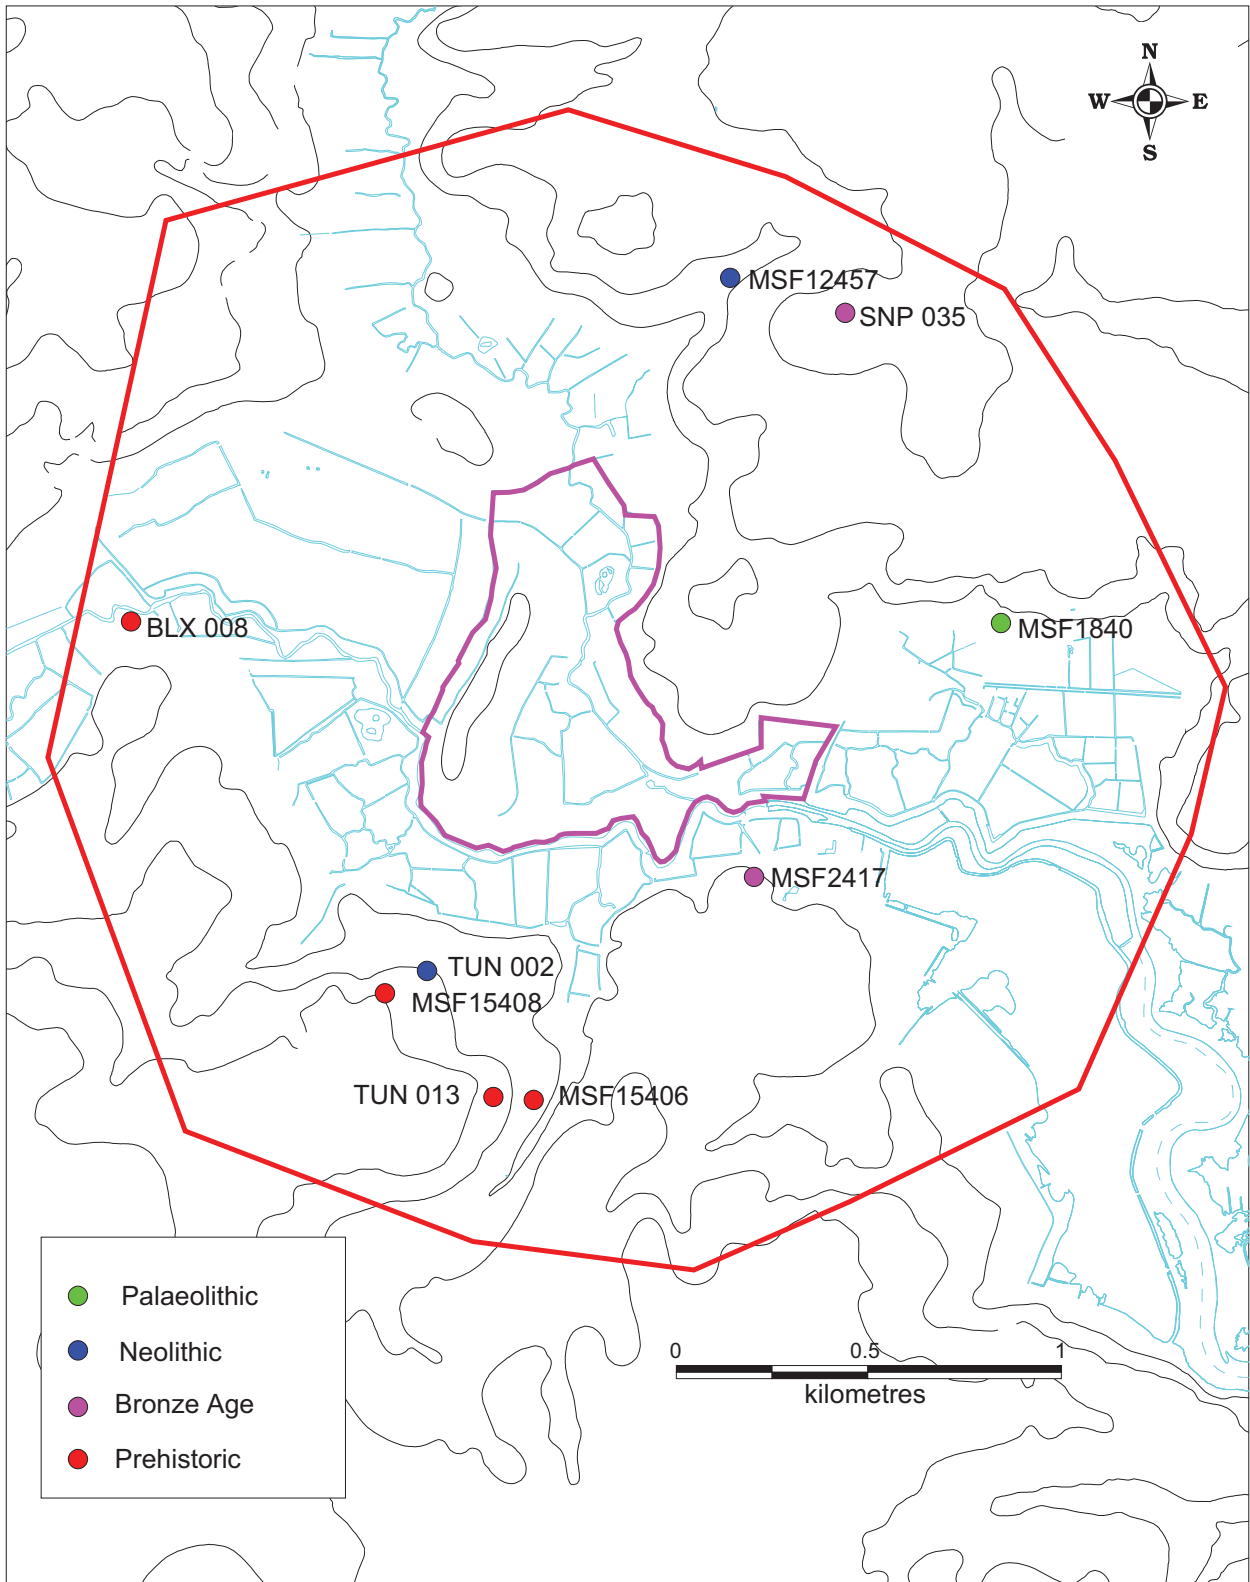 N
W E
S
MSF12457
SNP 035
BLX 008
MSF1840
MSF2417
TUN 002
MSF15408
TUN 013
MSF15406
Palaeolithic
Neolithic
Bronze Age
Prehistoric
0 0.5 1
kilometres